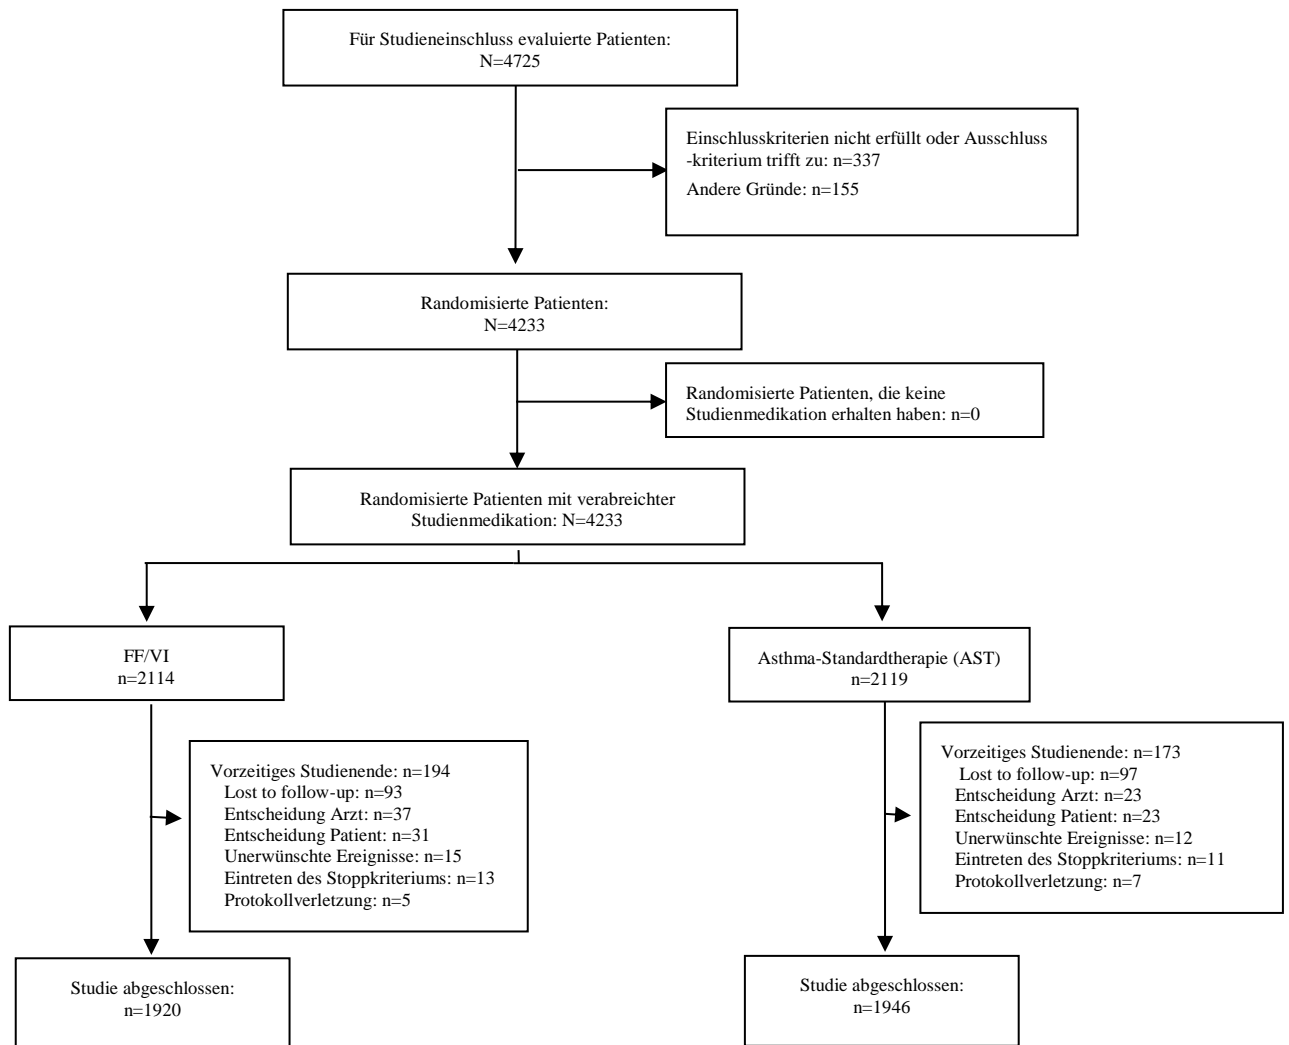 Für Studieneinschluss evaluierte Patienten:
N=4725
Einschlusskriterien nicht erfüllt oder Ausschluss
-kriterium trifft zu: n=337
Andere Gründe: n=155
Randomisierte Patienten:
N=4233
Randomisierte Patienten, die keine
Studienmedikation erhalten haben: n=0
Randomisierte Patienten mit verabreichter
Studienmedikation: N=4233
FF/VI
n=2114
Asthma-Standardtherapie (AST)
n=2119
Vorzeitiges Studienende: n=194
Lost to follow-up: n=93
Entscheidung Arzt: n=37
Entscheidung Patient: n=31
Unerwünschte Ereignisse: n=15
Eintreten des Stoppkriteriums: n=13
Protokollverletzung: n=5
Vorzeitiges Studienende: n=173
Lost to follow-up: n=97
Entscheidung Arzt: n=23
Entscheidung Patient: n=23
Unerwünschte Ereignisse: n=12
Eintreten des Stoppkriteriums: n=11
Protokollverletzung: n=7
Studie abgeschlossen:
n=1920
Studie abgeschlossen:
n=1946